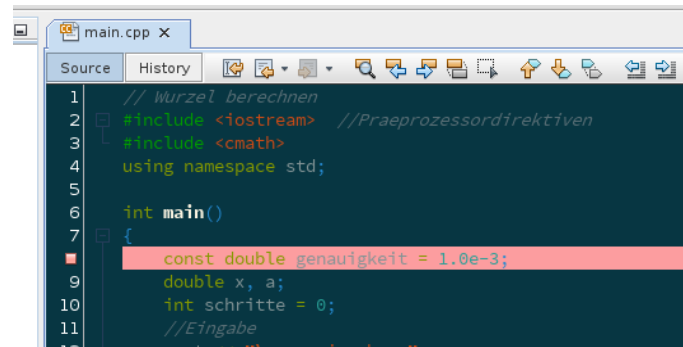 main.cpp
Source History
1 // Wurzel berechnen
2 #include <iostream> //Praeprozessordirektiven
3 #include <cmath>
4 using namespace std;
5
6 int main()
7 {
const double genauigkeit = 1.0e-3;
9 double x, a;
10 int schritte = 0;
11 //Eingabe